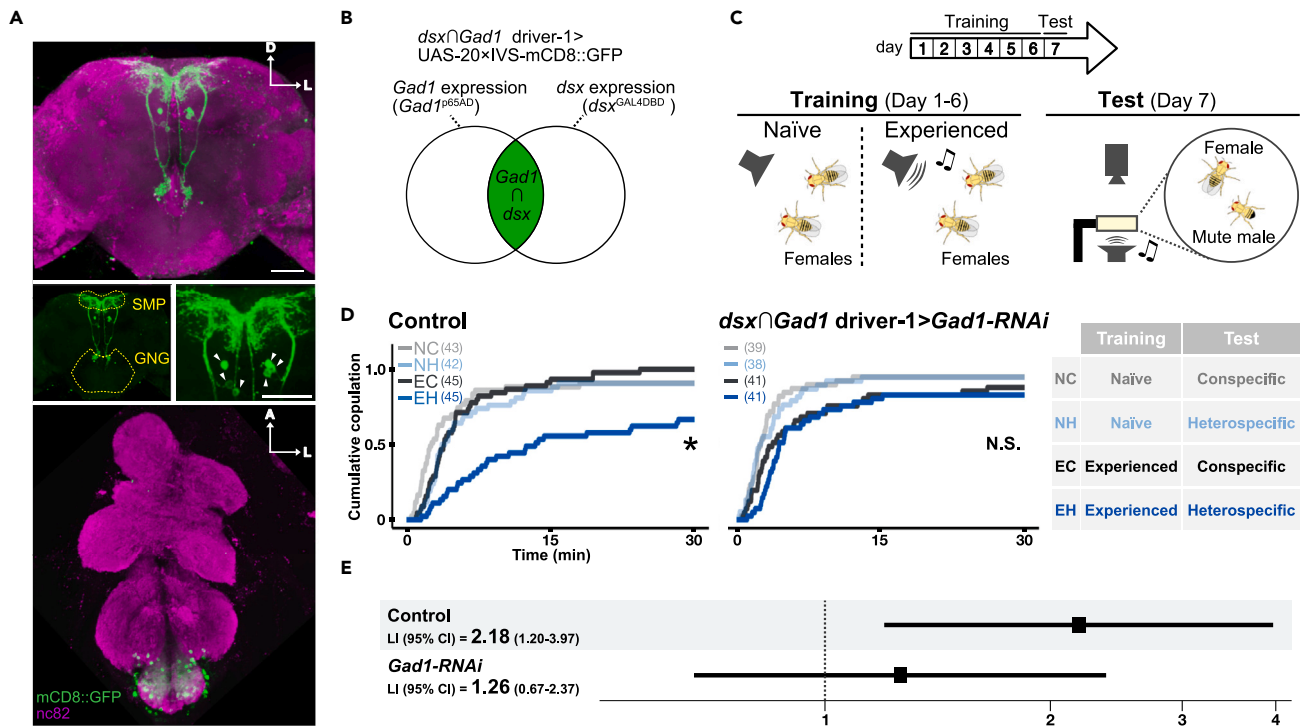 A
D
L
SMP
GNG
A
L
mCD8::GFP
nc82
B
dsx∩Gad1 driver-1>
UAS-20×IVS-mCD8::GFP
Gad1 expression
(Gad1p65AD)
dsx expression
(dsxGAL4DBD)
Gad1
∩
dsx
C
Training
Test
day 1 2 3 4 5 6 7
Training (Day 1-6)
Naïve
Experienced
Females
Females
Test (Day 7)
Female
Mute male
D
Control
NC (43)
NH (42)
EC (45)
EH (45)
Cumulative copulation
1.0
0.5
0
*
0 15 30
Time (min)
dsx∩Gad1 driver-1>Gad1-RNAi
(39)
(38)
(41)
(41)
N.S.
0 15 30
Training Test
NC Naïve Conspecific
NH Naïve Heterospecific
EC Experienced Conspecific
EH Experienced Heterospecific
E
Control
LI (95% CI) = 2.18 (1.20-3.97)
Gad1-RNAi
LI (95% CI) = 1.26 (0.67-2.37)
1 2 3 4